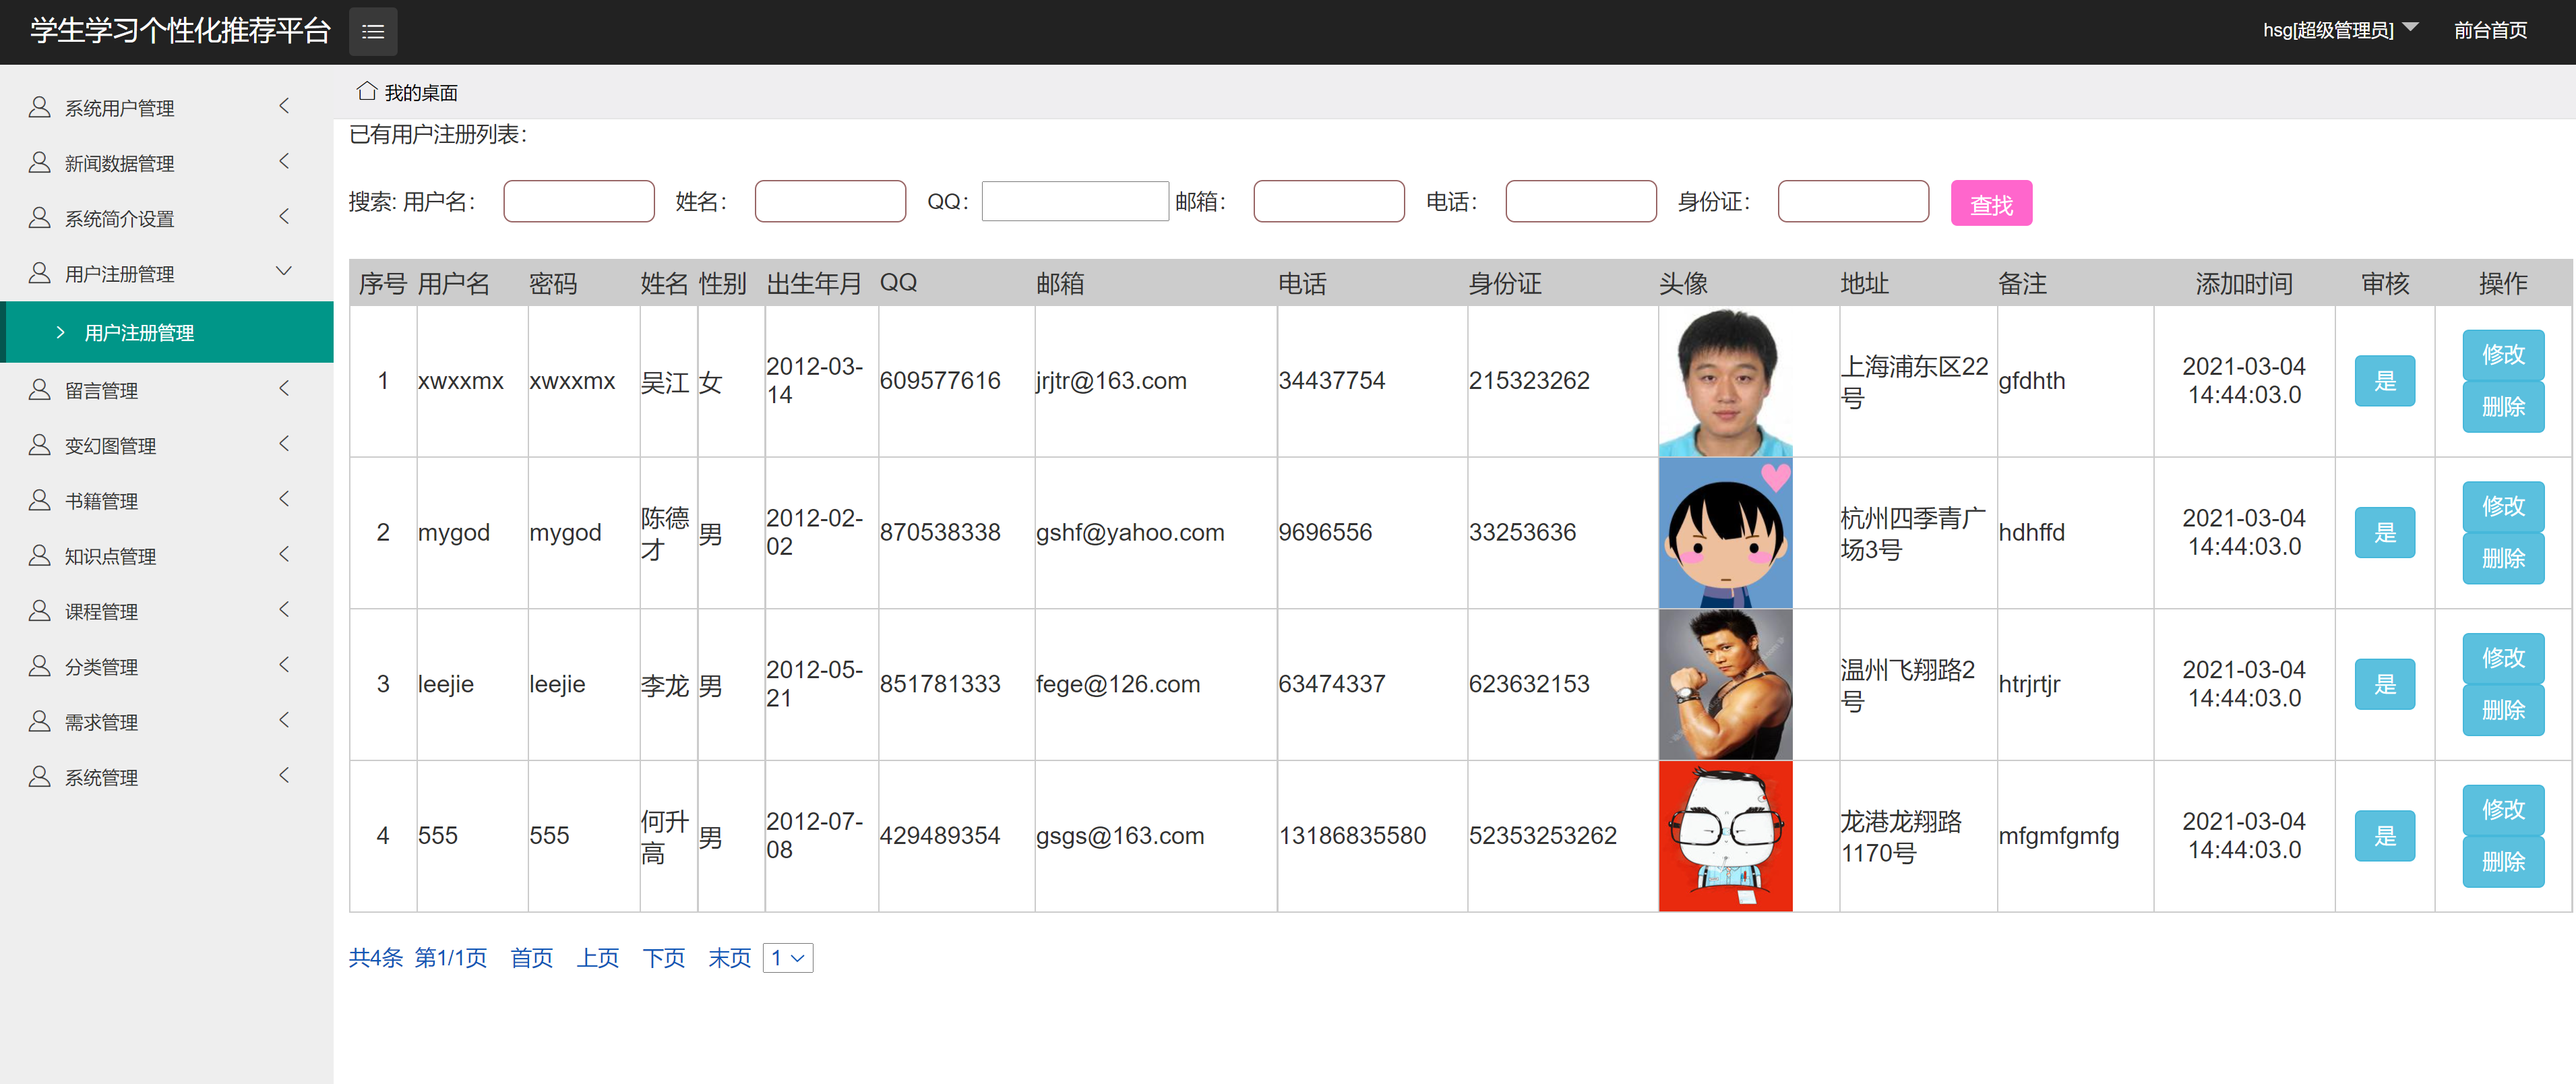 学生学习个性化推荐平台
hsg[超级管理员] 前台首页
系统用户管理
新闻数据管理
系统简介设置
用户注册管理
用户注册管理
留言管理
变幻图管理
书籍管理
知识点管理
课程管理
分类管理
需求管理
系统管理
我的桌面
已有用户注册列表:
搜索: 用户名: 姓名: QQ: 邮箱: 电话: 身份证: 查找
序号 用户名 密码 姓名 性别 出生年月 QQ 邮箱 电话 身份证 头像 地址 备注 添加时间 审核 操作
1 xwxxmx xwxxmx 吴江 女 2012-03-14 609577616 jrjtr@163.com 34437754 215323262 上海浦东区22号 gfdhth 2021-03-04 14:44:03.0 是 修改 删除
2 mygod mygod 陈德才 男 2012-02-02 870538338 gshf@yahoo.com 9696556 33253636 杭州四季青广场3号 hdhffd 2021-03-04 14:44:03.0 是 修改 删除
3 leejie leejie 李龙 男 2012-05-21 851781333 fege@126.com 63474337 623632153 温州飞翔路2号 htrjrtjr 2021-03-04 14:44:03.0 是 修改 删除
4 555 555 何升高 男 2012-07-08 429489354 gsgs@163.com 13186835580 52353253262 龙港龙翔路1170号 mfgmfgmfg 2021-03-04 14:44:03.0 是 修改 删除
共4条 第1/1页 首页 上页 下页 末页 1